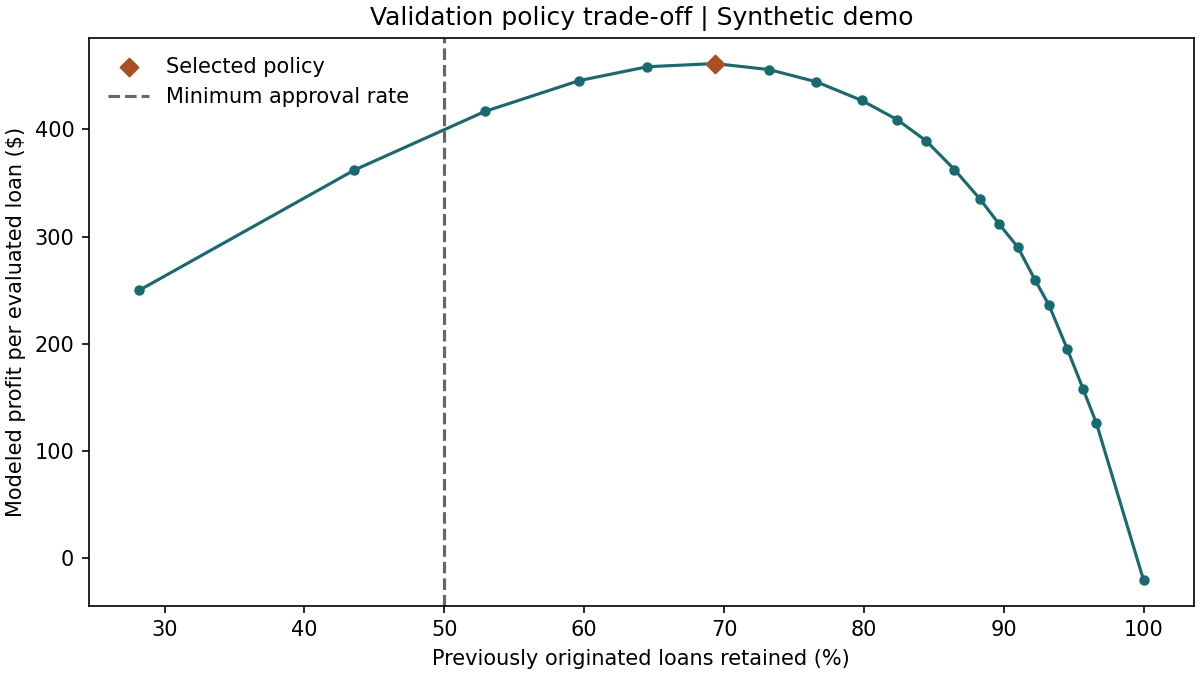 Validation policy trade-off | Synthetic demo
Selected policy
Minimum approval rate
Modeled profit per evaluated loan ($)
400
300
200
100
0
30 40 50 60 70 80 90 100
Previously originated loans retained (%)